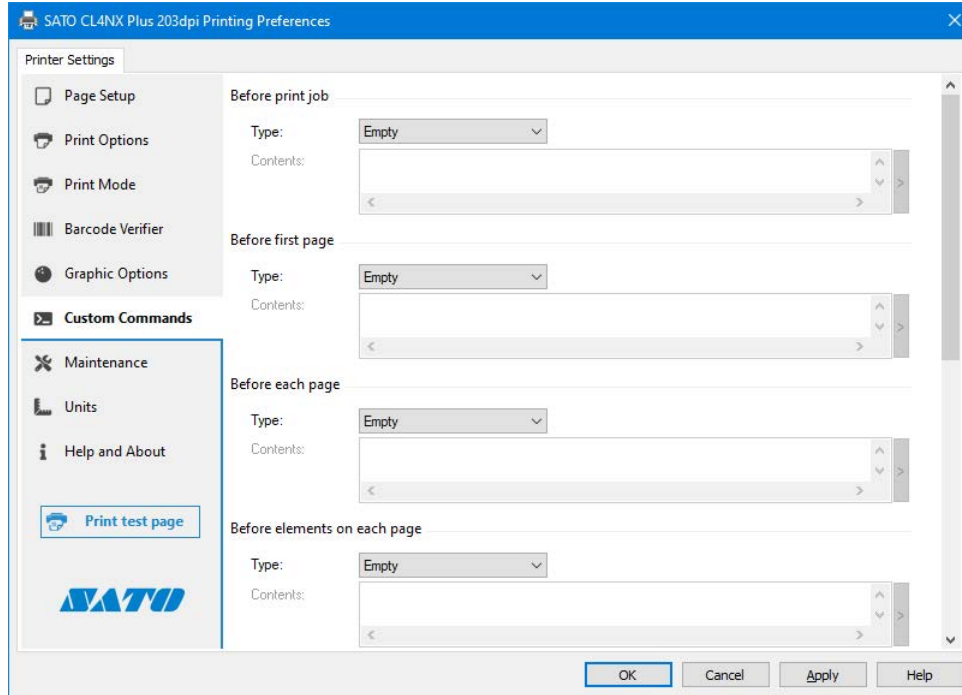 SATO CL4NX Plus 203dpi Printing Preferences
Printer Settings
Page Setup
Print Options
Print Mode
Barcode Verifier
Graphic Options
Custom Commands
Maintenance
Units
Help and About
Print test page
SATO
Before print job
Type: Empty
Contents:
Before first page
Type: Empty
Contents:
Before each page
Type: Empty
Contents:
Before elements on each page
Type: Empty
Contents:
OK Cancel Apply Help